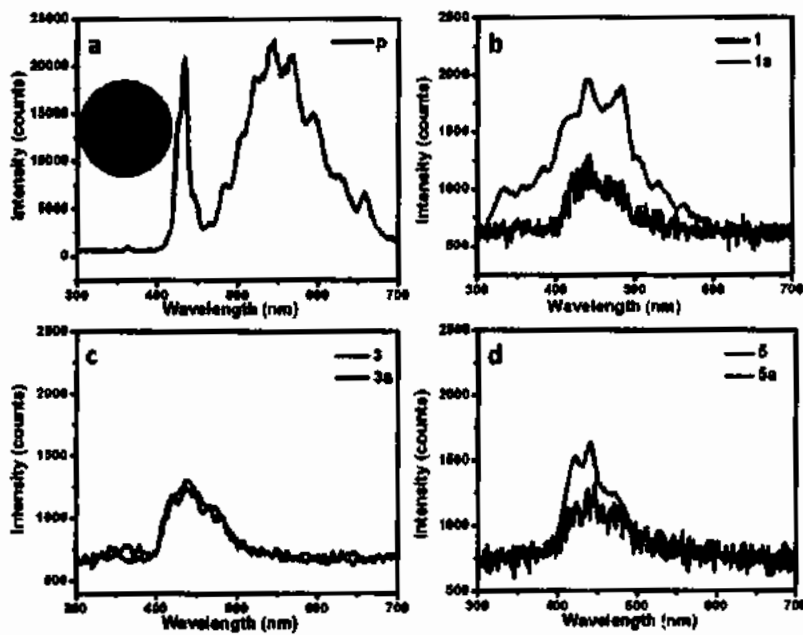 a
p
25000
20000
15000
10000
5000
0
Intensity (counts)
300 400 500 600 700
Wavelength (nm)
b
1
1a
2500
2000
1500
1000
500
Intensity (counts)
300 400 500 600 700
Wavelength (nm)
c
3
3a
2500
2000
1500
1000
500
Intensity (counts)
300 400 500 600 700
Wavelength (nm)
d
5
5a
2500
2000
1500
1000
500
Intensity (counts)
300 400 500 600 700
Wavelength (nm)